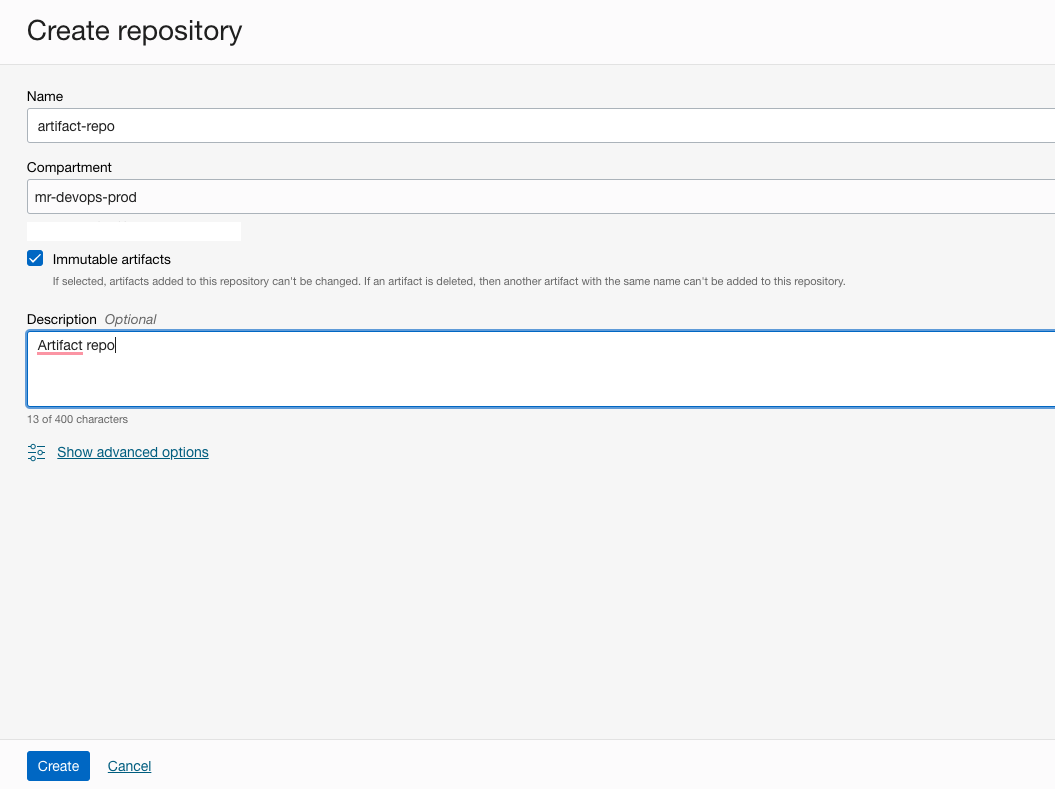 Create repository
Name
artifact-repo
Compartment
mr-devops-prod
Immutable artifacts
If selected, artifacts added to this repository can't be changed. If an artifact is deleted, then another artifact with the same name can't be added to this repository.
Description Optional
Artifact repo
13 of 400 characters
Show advanced options
Create Cancel